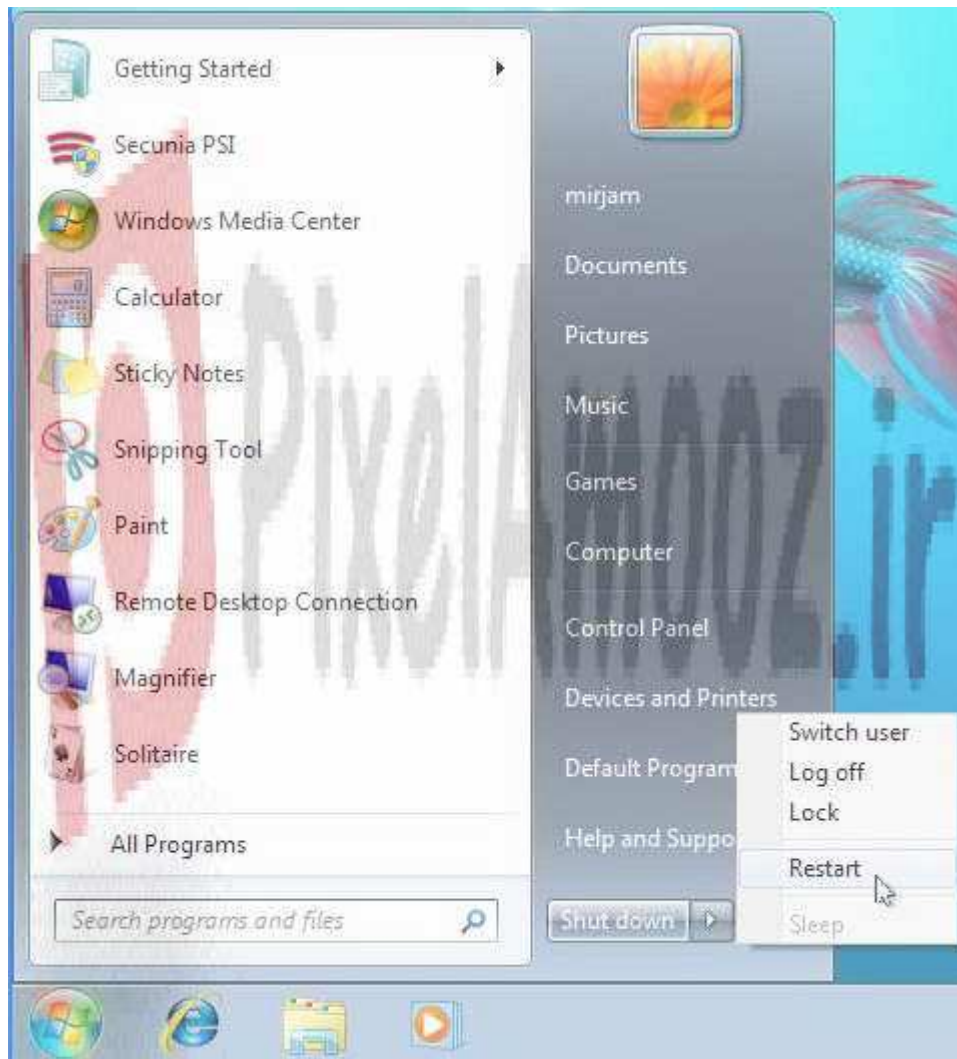 Getting Started
Secunia PSI
Windows Media Center
Calculator
Sticky Notes
Snipping Tool
Paint
Remote Desktop Connection
Magnifier
Solitaire
All Programs
Search programs and files
mirjam
Documents
Pictures
Music
Games
Computer
Control Panel
Devices and Printers
Default Program
Help and Suppo
Shut down
Switch user
Log off
Lock
Restart
Sleep
PixelAmooz.ir